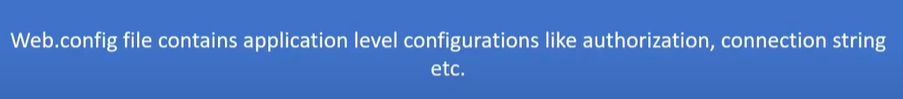 Web.config file contains application level configurations like authorization, connection string
etc.